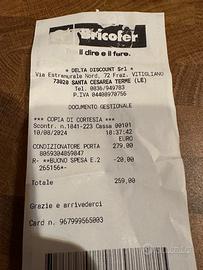 Bricofer
il dire e il fare.
* DELTA DISCOUNT Srl *
Via Estramurale Nord, 72 Fraz. VITIGLIANO
73020 SANTA CESAREA TERME (LE)
Tel. 0836/949783
P.IVA 04408970756
DOCUMENTO GESTIONALE
*** COPIA DI CORTESIA ***
Scontr. n.1041-223 Cassa 00101
10/08/2024 18:37:42
EURO
CONDIZIONATORE PORTA 279,00
8059304859847
R- **BUONO SPESA E.2 -20,00
265156*-
Totale 259,00
Grazie e arrivederci
Card n. 967999565003